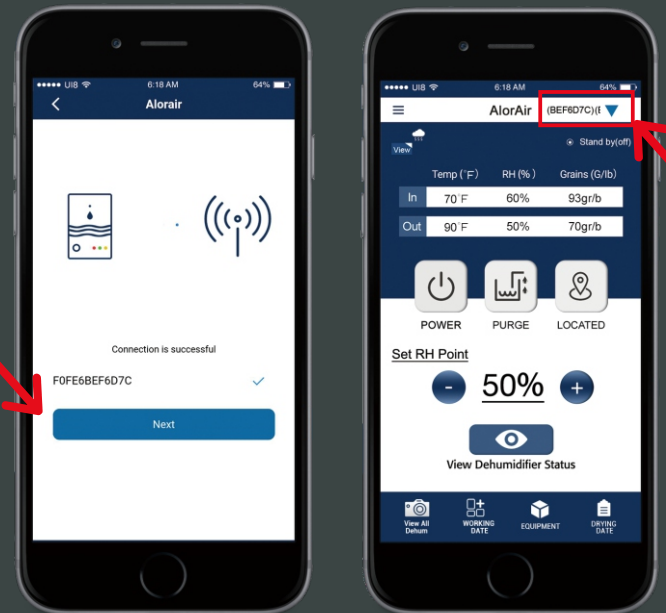 UI8 6:18 AM 64%
Alorair
Connection is successful
F0FE6BEF6D7C
Next
UI8 6:18 AM 64%
AlorAir (BEF6D7C)(E
View Stand by(off)
Temp (°F) RH (%) Grains (G/lb)
In 70°F 60% 93gr/b
Out 90°F 50% 70gr/b
POWER PURGE LOCATED
Set RH Point
- 50% +
View Dehumidifier Status
View All
Dehum
WORKING
DATE
EQUIPMENT
DRYING
DATE